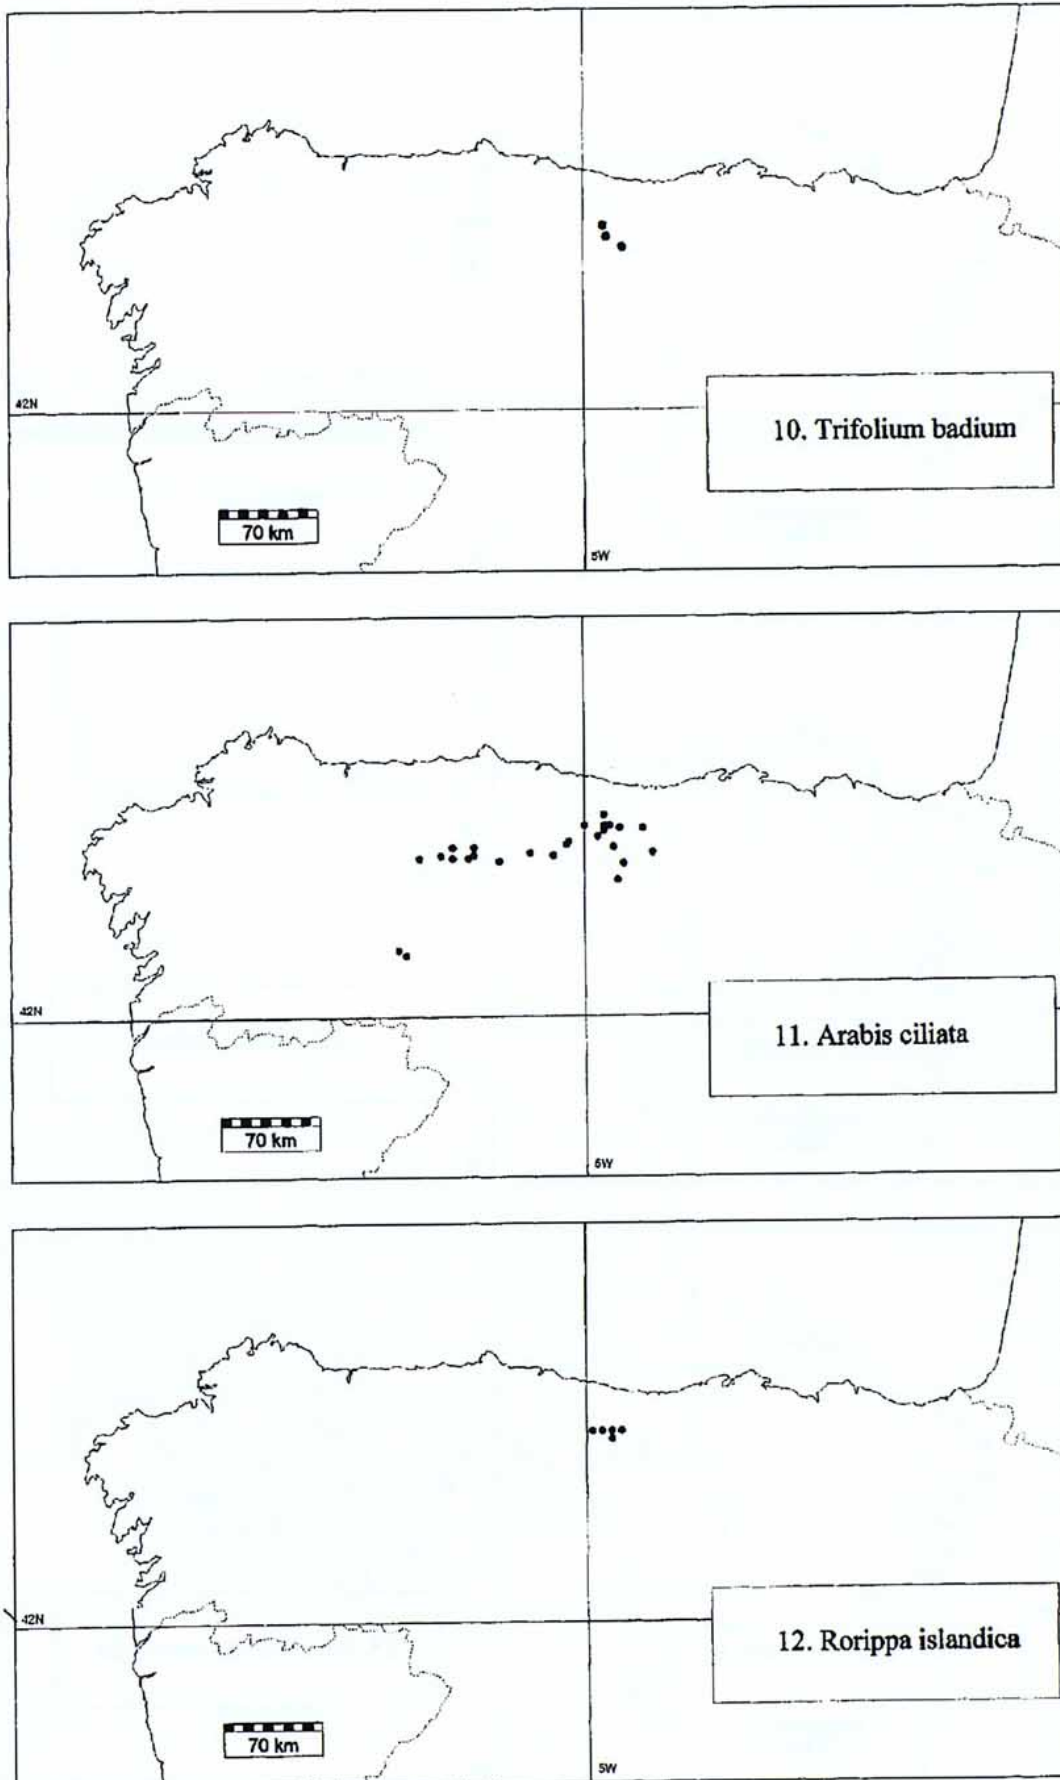 42N
10. Trifolium badium
70 km
5W
42N
11. Arabis ciliata
70 km
5W
42N
12. Rorippa islandica
70 km
5W